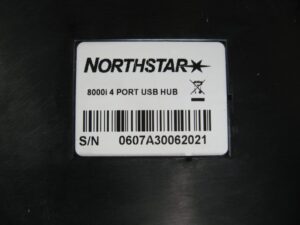 NORTHSTAR
8000i 4 PORT USB HUB
S/N 0607A30062021